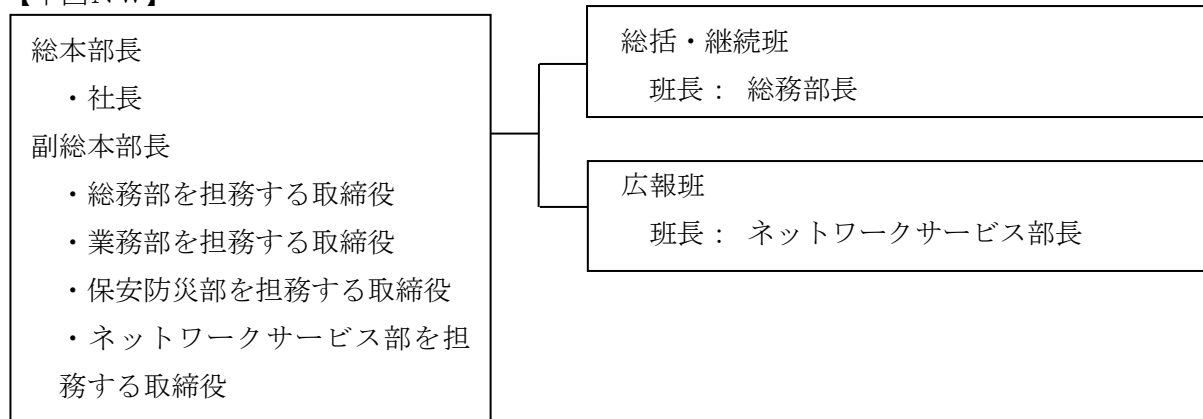 【中国ＮＷ】
総本部長
・社長
副総本部長
・総務部を担務する取締役
・業務部を担務する取締役
・保安防災部を担務する取締役
・ネットワークサービス部を担
務する取締役
総括・継続班
班長： 総務部長
広報班
班長： ネットワークサービス部長